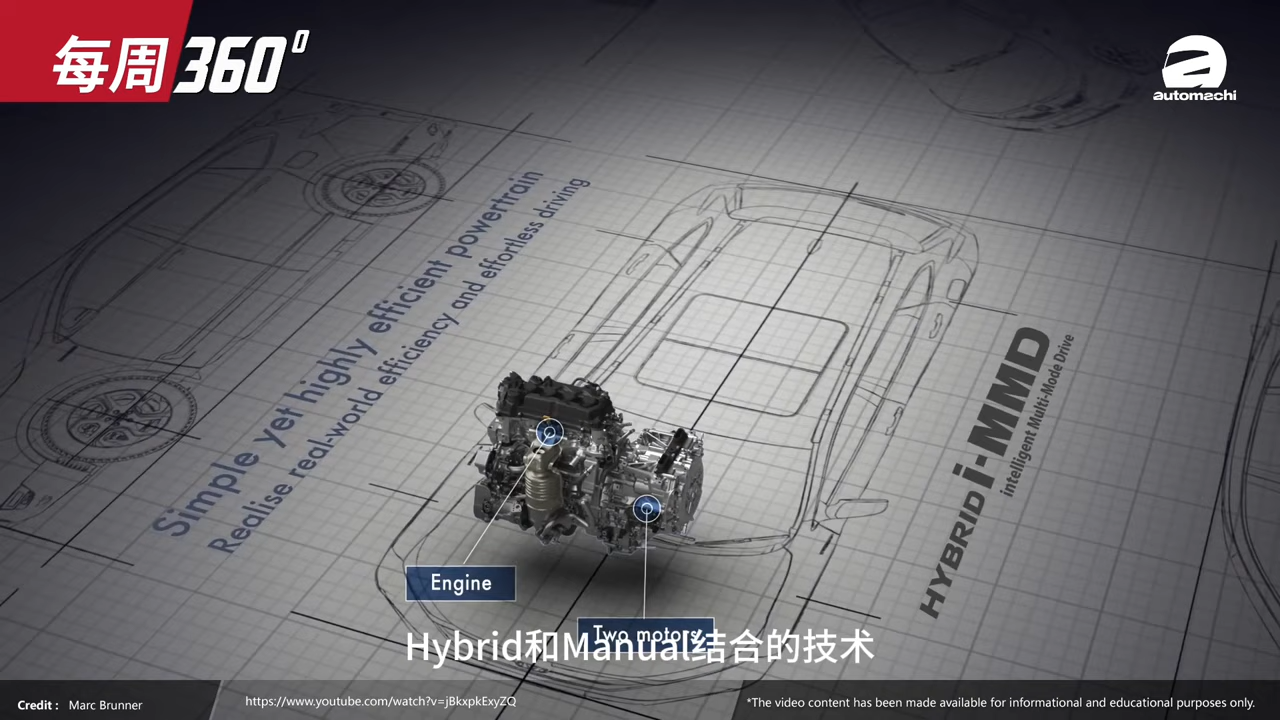 每周360°
automachi
Simple yet highly efficient powertrain
Realise real-world efficiency and effortless driving
HYBRID i-MMD
intelligent Multi-Mode Drive
Engine
Two motors
Hybrid和Manual结合的技术
Credit : Marc Brunner
https://www.youtube.com/watch?v=jBkxpkExyZQ
*The video content has been made available for informational and educational purposes only.